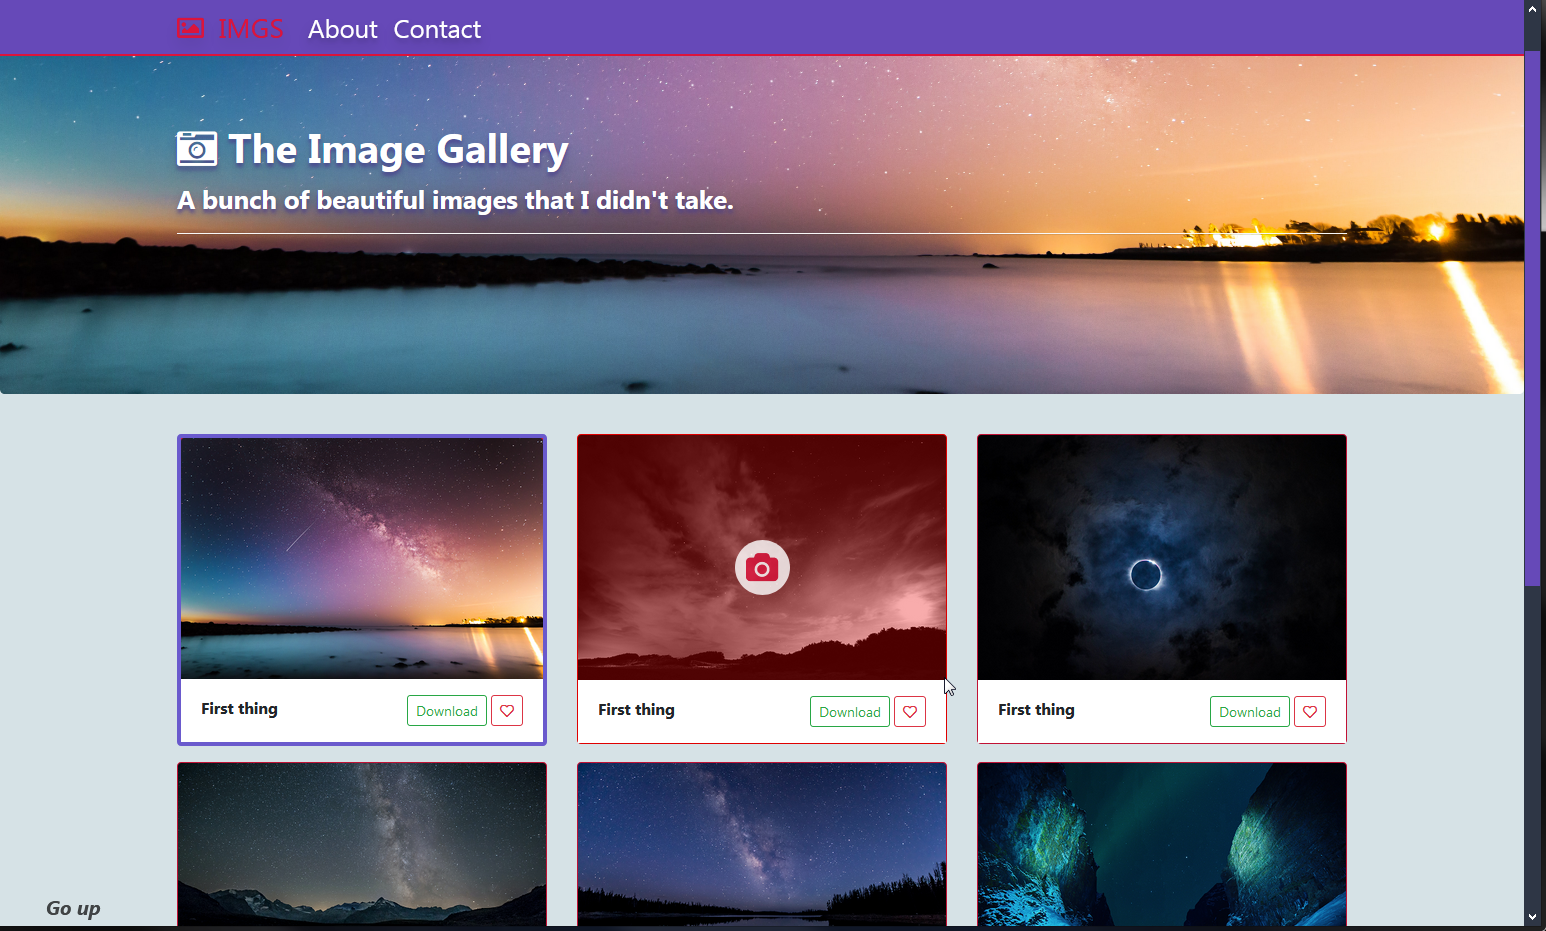 IMGS About Contact
The Image Gallery
A bunch of beautiful images that I didn't take.
First thing Download
First thing Download
First thing Download
Go up